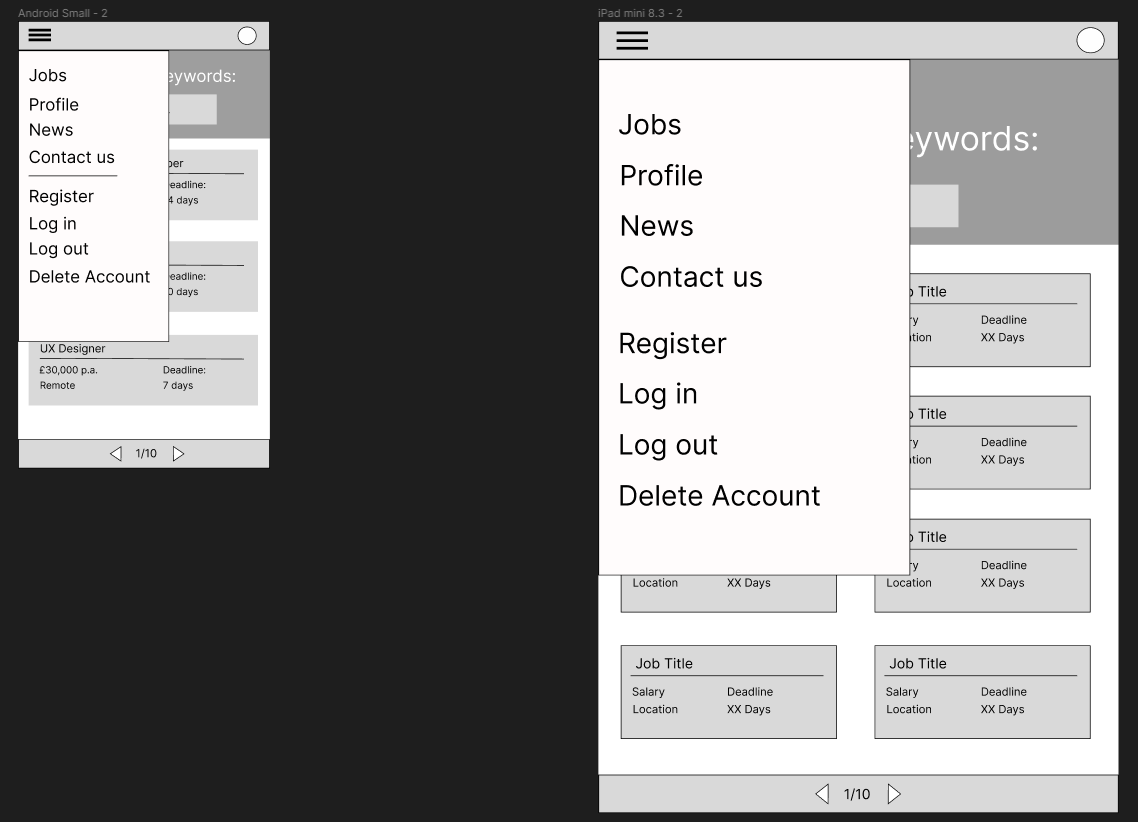 Android Small - 2
Jobs
Profile
News
Contact us
Register
Log in
Log out
Delete Account
eywords:
per
eadline:
4 days
eadline:
0 days
UX Designer
£30,000 p.a. Deadline:
Remote 7 days
1/10
iPad mini 8.3 - 2
Jobs
Profile
News
Contact us
Register
Log in
Log out
Delete Account
eywords:
b Title
ry Deadline
ation XX Days
b Title
ry Deadline
ation XX Days
b Title
ry Deadline
Location XX Days
Location XX Days
Job Title
Salary Deadline
Location XX Days
Job Title
Salary Deadline
Location XX Days
1/10